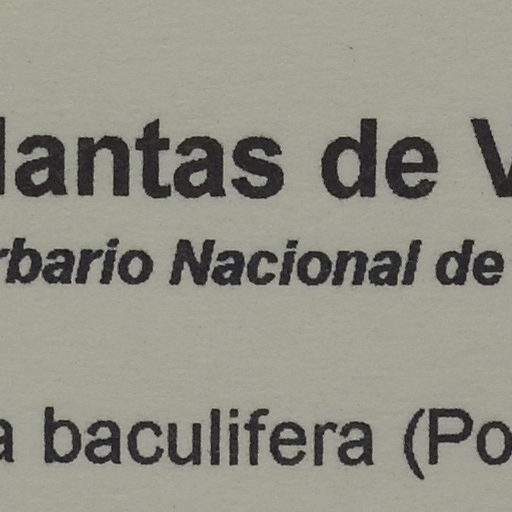 lantas de V
rbario Nacional de
a baculifera (Po